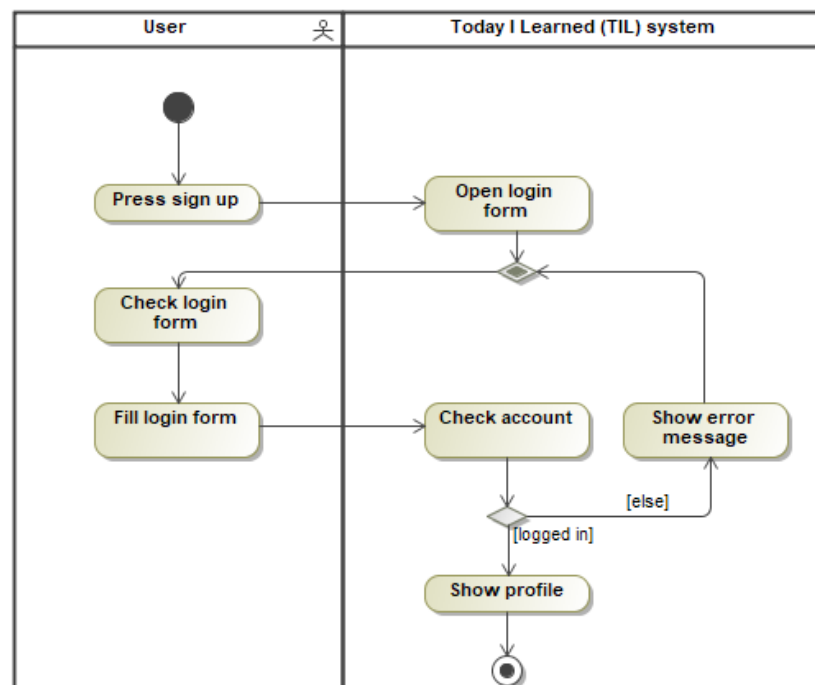 User
Today I Learned (TIL) system
Press sign up
Open login
form
Check login
form
Fill login form
Check account
Show error
message
[else]
[logged in]
Show profile